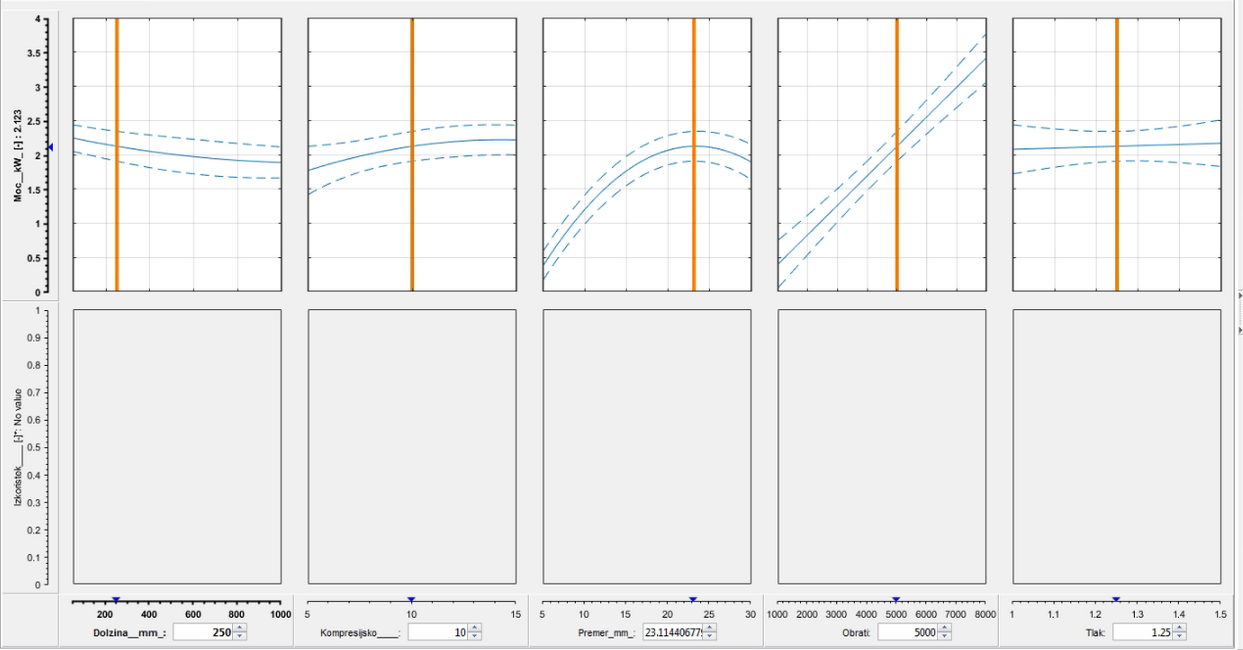 4
3.5
3
2.5
2
1.5
1
0.5
0
Moc__kW_ [-] : 2.123
1
0.9
0.8
0.7
0.6
0.5
0.4
0.3
0.2
0.1
0
Izkoristok____ [-]*: No value
200 400 600 800 1000
5 10 15
5 10 15 20 25 30
1000 2000 3000 4000 5000 6000 7000 8000
1 1.1 1.2 1.3 1.4 1.5
Dolzina__mm_: 250
Kompresijsko____: 10
Premer_mm_: 23.11440677
Obrati: 5000
Tlak: 1.25